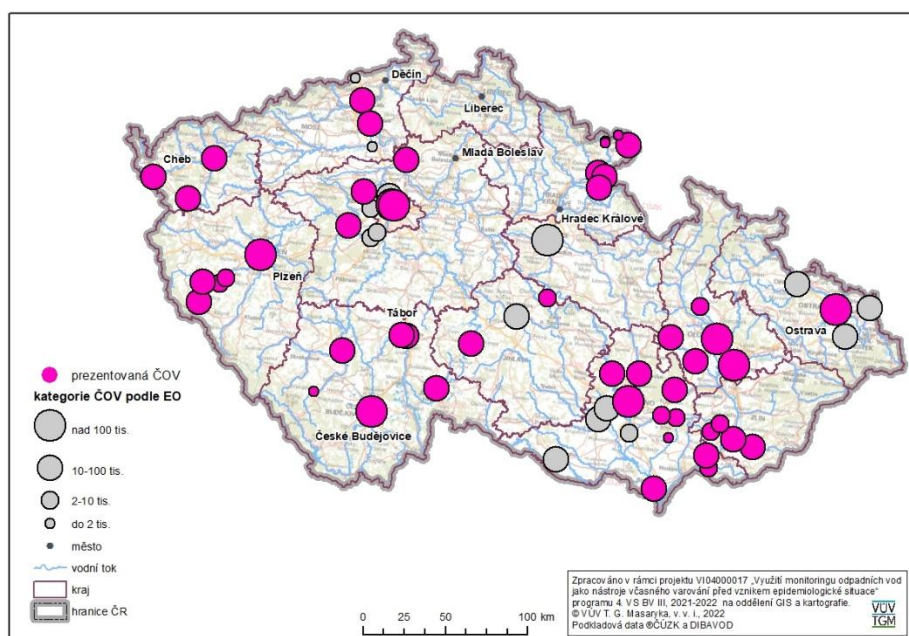 Děčín
Liberec
Cheb
Mladá Boleslav
Hradec Králové
Plzeň
Tábor
Ostrava
České Budějovice
prezentovaná ČOV
kategorie ČOV podle EO
nad 100 tis.
10-100 tis.
2-10 tis.
do 2 tis.
město
vodní tok
kraj
hranice ČR
0 50 100 km
Zpracováno v rámci projektu VI04000017 „Využití monitoringu odpadních vod
jako nástroje včasného varování před vznikem epidemiologické situace"
programu 4. VS BV III, 2021-2022 na oddělení GIS a kartografie.
© VÚV T. G. Masaryka, v. v. i., 2022
Podkladová data ®ČÚZK a DIBAVOD
VÚV
TGM